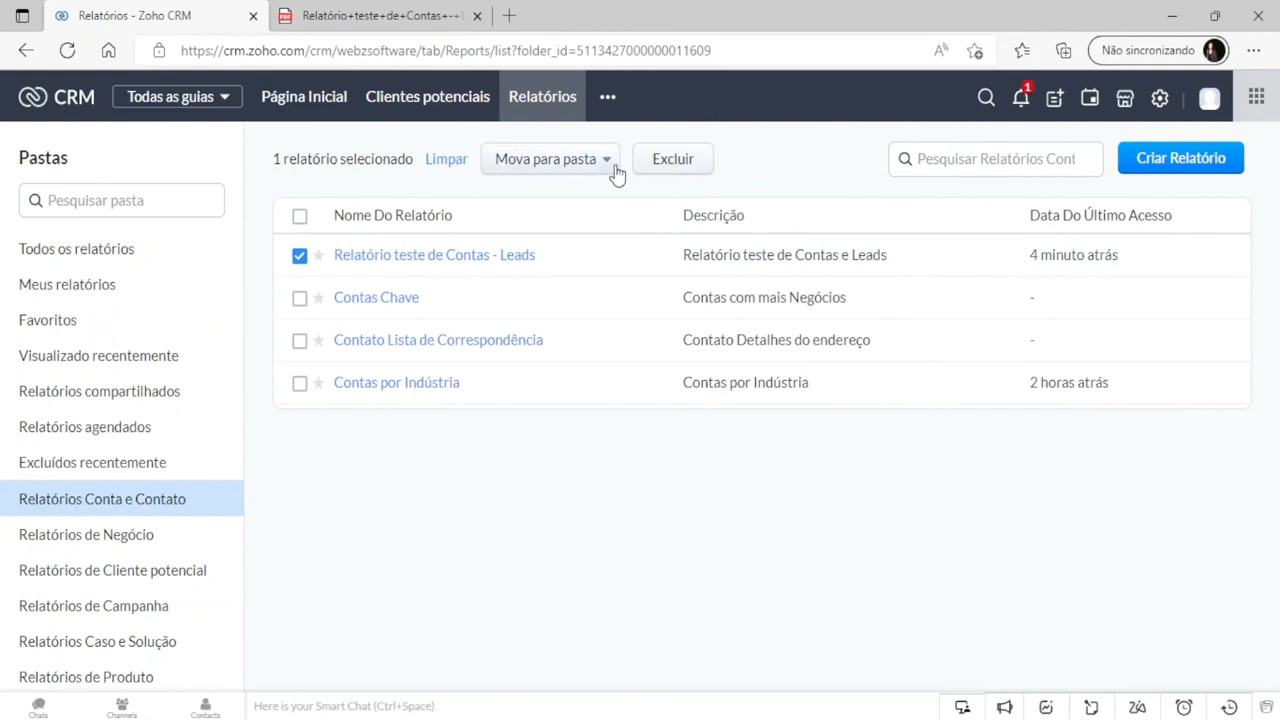 Relatórios - Zoho CRM
Relatório+teste+de+Contas+-+
https://crm.zoho.com/crm/webzsoftware/tab/Reports/list?folder_id=5113427000000011609
Não sincronizando
CRM
Todas as guias
Página Inicial
Clientes potenciais
Relatórios
1
Pastas
Pesquisar pasta
Todos os relatórios
Meus relatórios
Favoritos
Visualizado recentemente
Relatórios compartilhados
Relatórios agendados
Excluídos recentemente
Relatórios Conta e Contato
Relatórios de Negócio
Relatórios de Cliente potencial
Relatórios de Campanha
Relatórios Caso e Solução
Relatórios de Produto
1 relatório selecionado
Limpar
Mova para pasta
Excluir
Pesquisar Relatórios Cont
Criar Relatório
Nome Do Relatório
Descrição
Data Do Último Acesso
Relatório teste de Contas - Leads
Relatório teste de Contas e Leads
4 minuto atrás
Contas Chave
Contas com mais Negócios
-
Contato Lista de Correspondência
Contato Detalhes do endereço
-
Contas por Indústria
Contas por Indústria
2 horas atrás
Chats
Channels
Contacts
Here is your Smart Chat (Ctrl+Space)